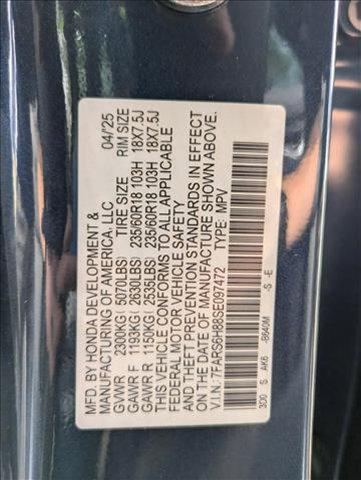 MFD. BY HONDA DEVELOPMENT &
MANUFACTURING OF AMERICA, LLC 04/'25
GVWR 2300KG ( 5070LBS) TIRE SIZE RIM SIZE
GAWR F 1193KG ( 2630LBS) 235/60R18 103H 18X7.5J
GAWR R 1150KG ( 2535LBS) 235/60R18 103H 18X7.5J
THIS VEHICLE CONFORMS TO ALL APPLICABLE
FEDERAL MOTOR VEHICLE SAFETY
AND THEFT PREVENTION STANDARDS IN EFFECT
ON THE DATE OF MANUFACTURE SHOWN ABOVE.
V.I.N.: 7FARS6H88SE097472 TYPE: MPV
3D0 S AK6 -B640M -S -E